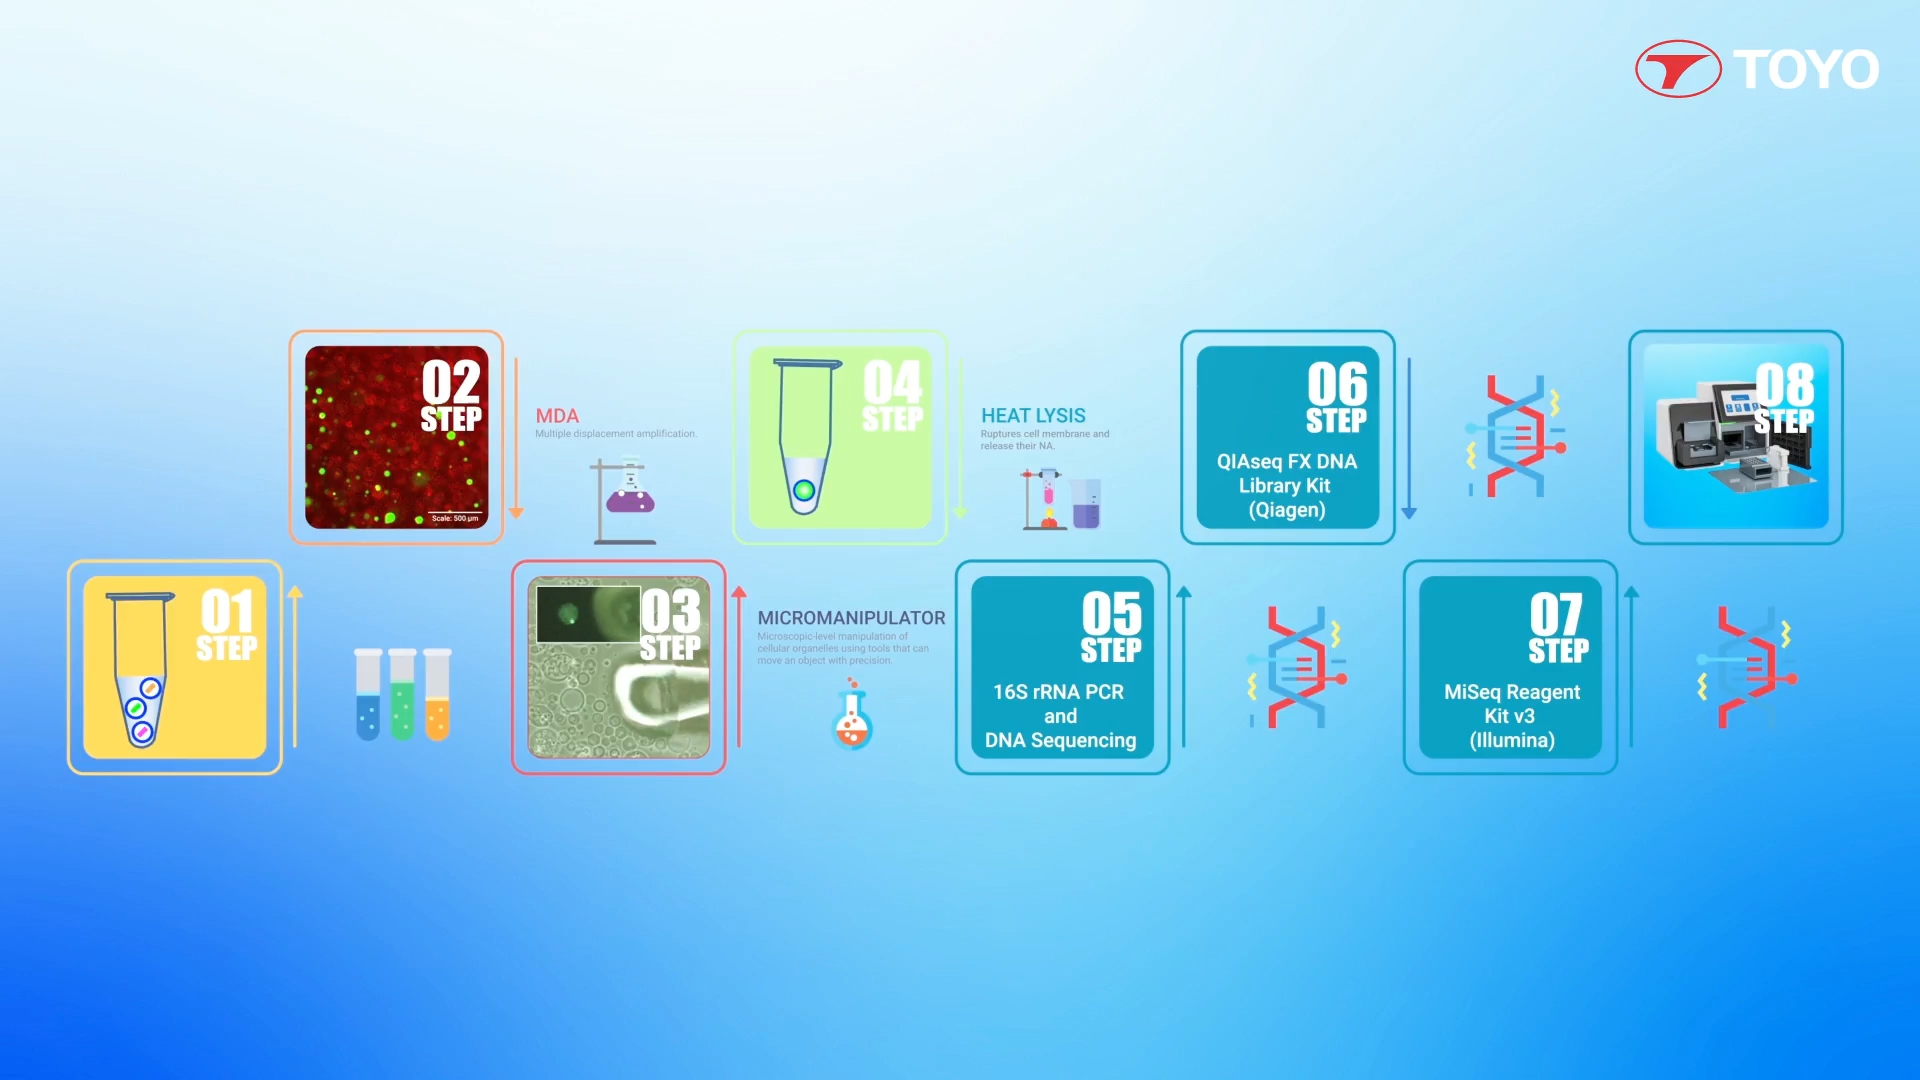 TOYO
01
STEP
02
STEP
Scale: 500 µm
MDA
Multiple displacement amplification.
03
STEP
MICROMANIPULATOR
Microscopic-level manipulation of
cellular organelles using tools that can
move an object with precision.
04
STEP
HEAT LYSIS
Ruptures cell membrane and
release their NA.
05
STEP
16S rRNA PCR
and
DNA Sequencing
06
STEP
QIAseq FX DNA
Library Kit
(Qiagen)
07
STEP
MiSeq Reagent
Kit v3
(Illumina)
08
STEP